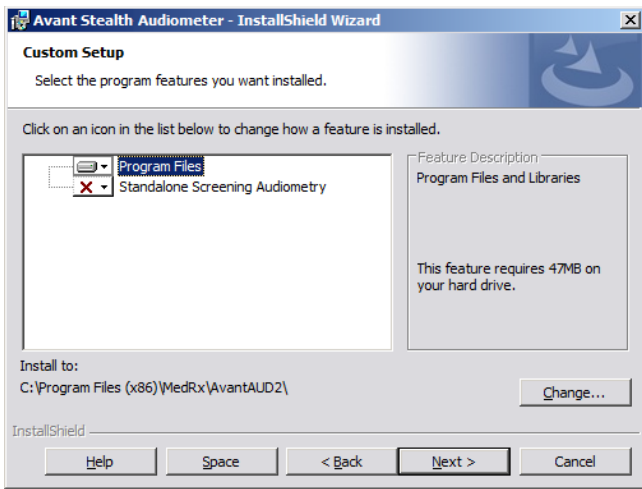 Avant Stealth Audiometer - InstallShield Wizard
Custom Setup
Select the program features you want installed.
Click on an icon in the list below to change how a feature is installed.
Program Files
Standalone Screening Audiometry
Feature Description
Program Files and Libraries
This feature requires 47MB on
your hard drive.
Install to:
C:\Program Files (x86)\MedRx\AvantAUD2\
Change...
InstallShield
Help
Space
< Back
Next >
Cancel